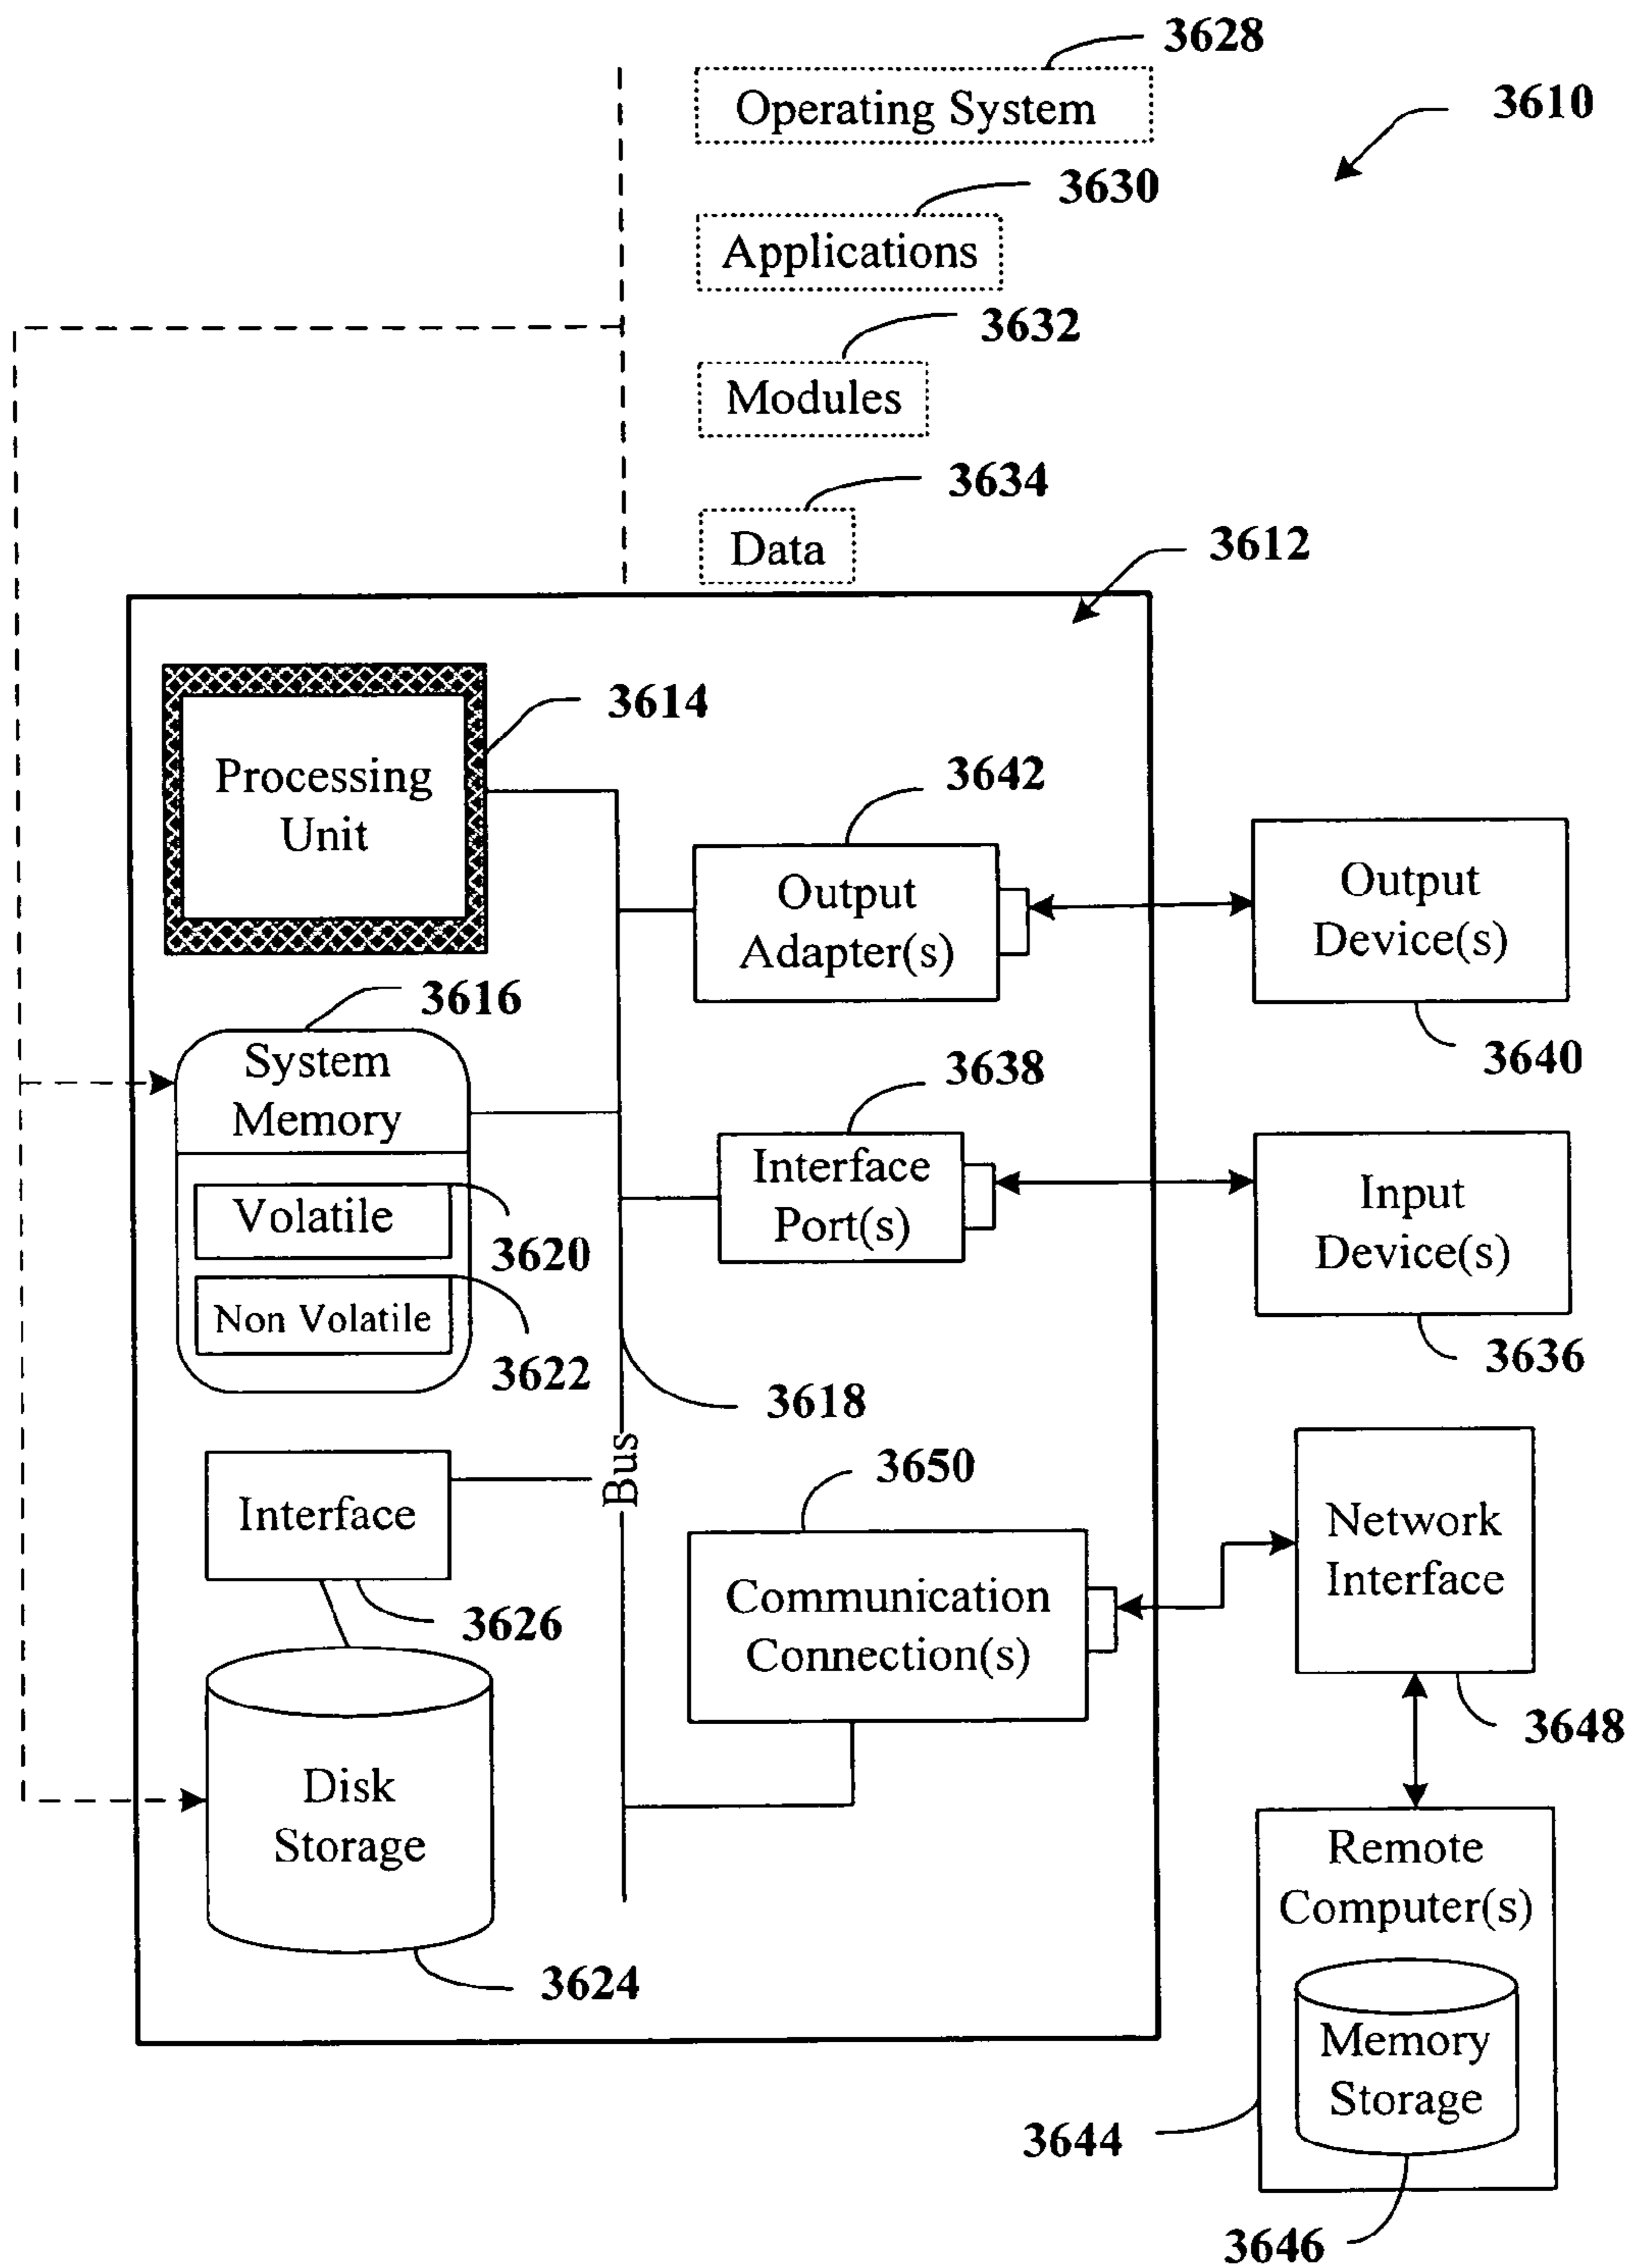 3628
Operating System
3610
3630
Applications
3632
Modules
3634
Data
3612
3614
Processing
Unit
3642
Output
Adapter(s)
Output
Device(s)
3640
3616
System
Memory
Volatile
3620
Non Volatile
3622
3638
Interface
Port(s)
Input
Device(s)
3636
3618
Bus
Interface
3626
3650
Communication
Connection(s)
Network
Interface
3648
Disk
Storage
3624
Remote
Computer(s)
Memory
Storage
3644
3646